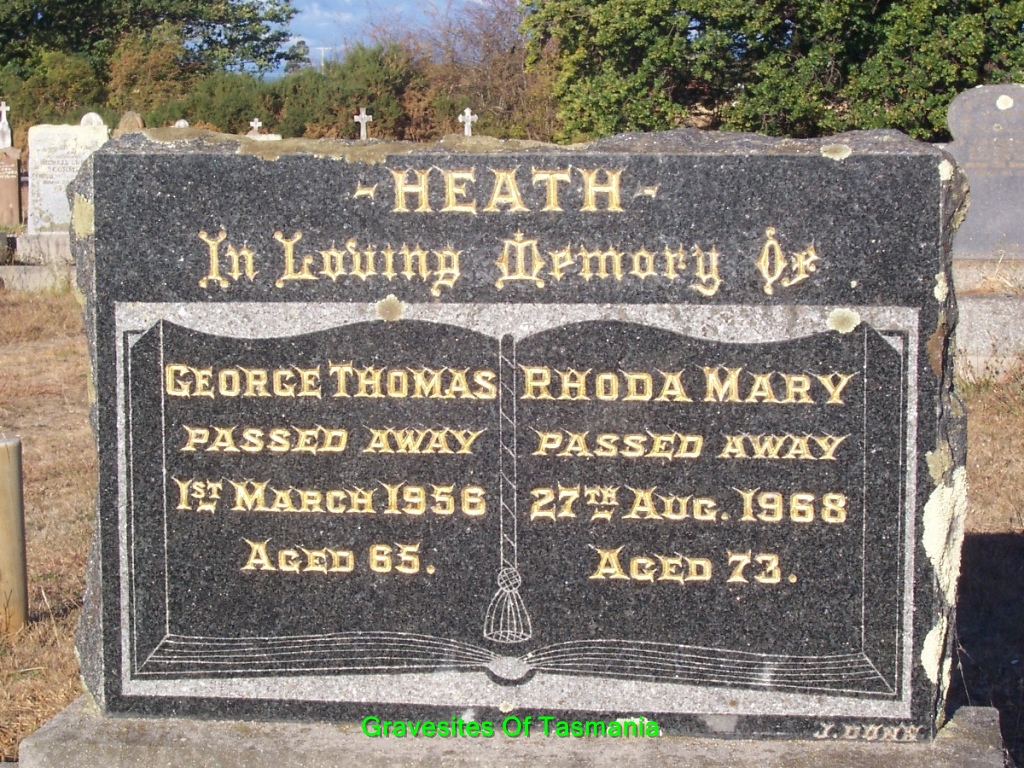 - HEATH -
In Loving Memory Of
GEORGE THOMAS
PASSED AWAY
1ST MARCH 1956
AGED 65.
RHODA MARY
PASSED AWAY
27TH AUG. 1968
AGED 73.
J. DUNN
Gravesites Of Tasmania